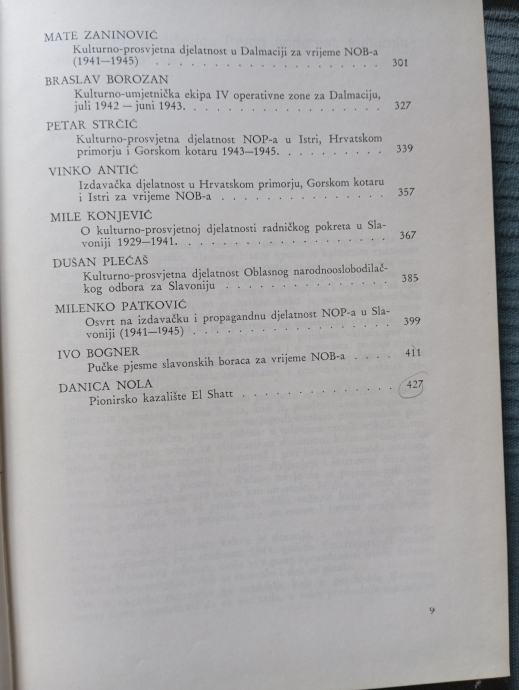 MATE ZANINOVIĆ
Kulturno-prosvjetna djelatnost u Dalmaciji za vrijeme NOB-a
(1941—1945) . . . . . . . . . . . . . . . . . . . 301
BRASLAV BOROZAN
Kulturno-umjetnička ekipa IV operativne zone za Dalmaciju,
juli 1942 — juni 1943. . . . . . . . . . . . . . . . 327
PETAR STRČIĆ
Kulturno-prosvjetna djelatnost NOP-a u Istri, Hrvatskom
primorju i Gorskom kotaru 1943—1945. . . . . . . . . 339
VINKO ANTIĆ
Izdavačka djelatnost u Hrvatskom primorju, Gorskom kotaru
i Istri za vrijeme NOB-a . . . . . . . . . . . . . 357
MILE KONJEVIĆ
O kulturno-prosvjetnoj djelatnosti radničkog pokreta u Sla-
voniji 1929—1941. . . . . . . . . . . . . . . . . 367
DUŠAN PLEĆAŠ
Kulturno-prosvjetna djelatnost Oblasnog narodnooslobodilač-
kog odbora za Slavoniju . . . . . . . . . . . . . 385
MILENKO PATKOVIĆ
Osvrt na izdavačku i propagandnu djelatnost NOP-a u Sla-
voniji (1941—1945) . . . . . . . . . . . . . . . 399
IVO BOGNER
Pučke pjesme slavonskih boraca za vrijeme NOB-a . . . . 411
DANICA NOLA
Pionirsko kazalište El Shatt . . . . . . . . . . . . 427
9